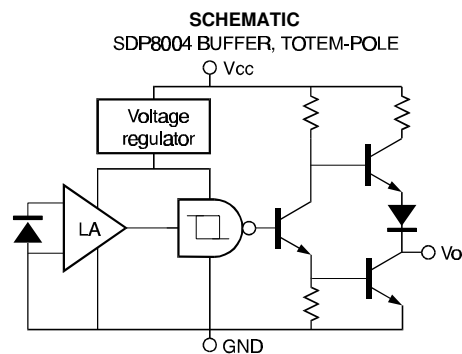 SCHEMATIC
SDP8004 BUFFER, TOTEM-POLE
Vcc
Voltage
regulator
LA
Vo
GND